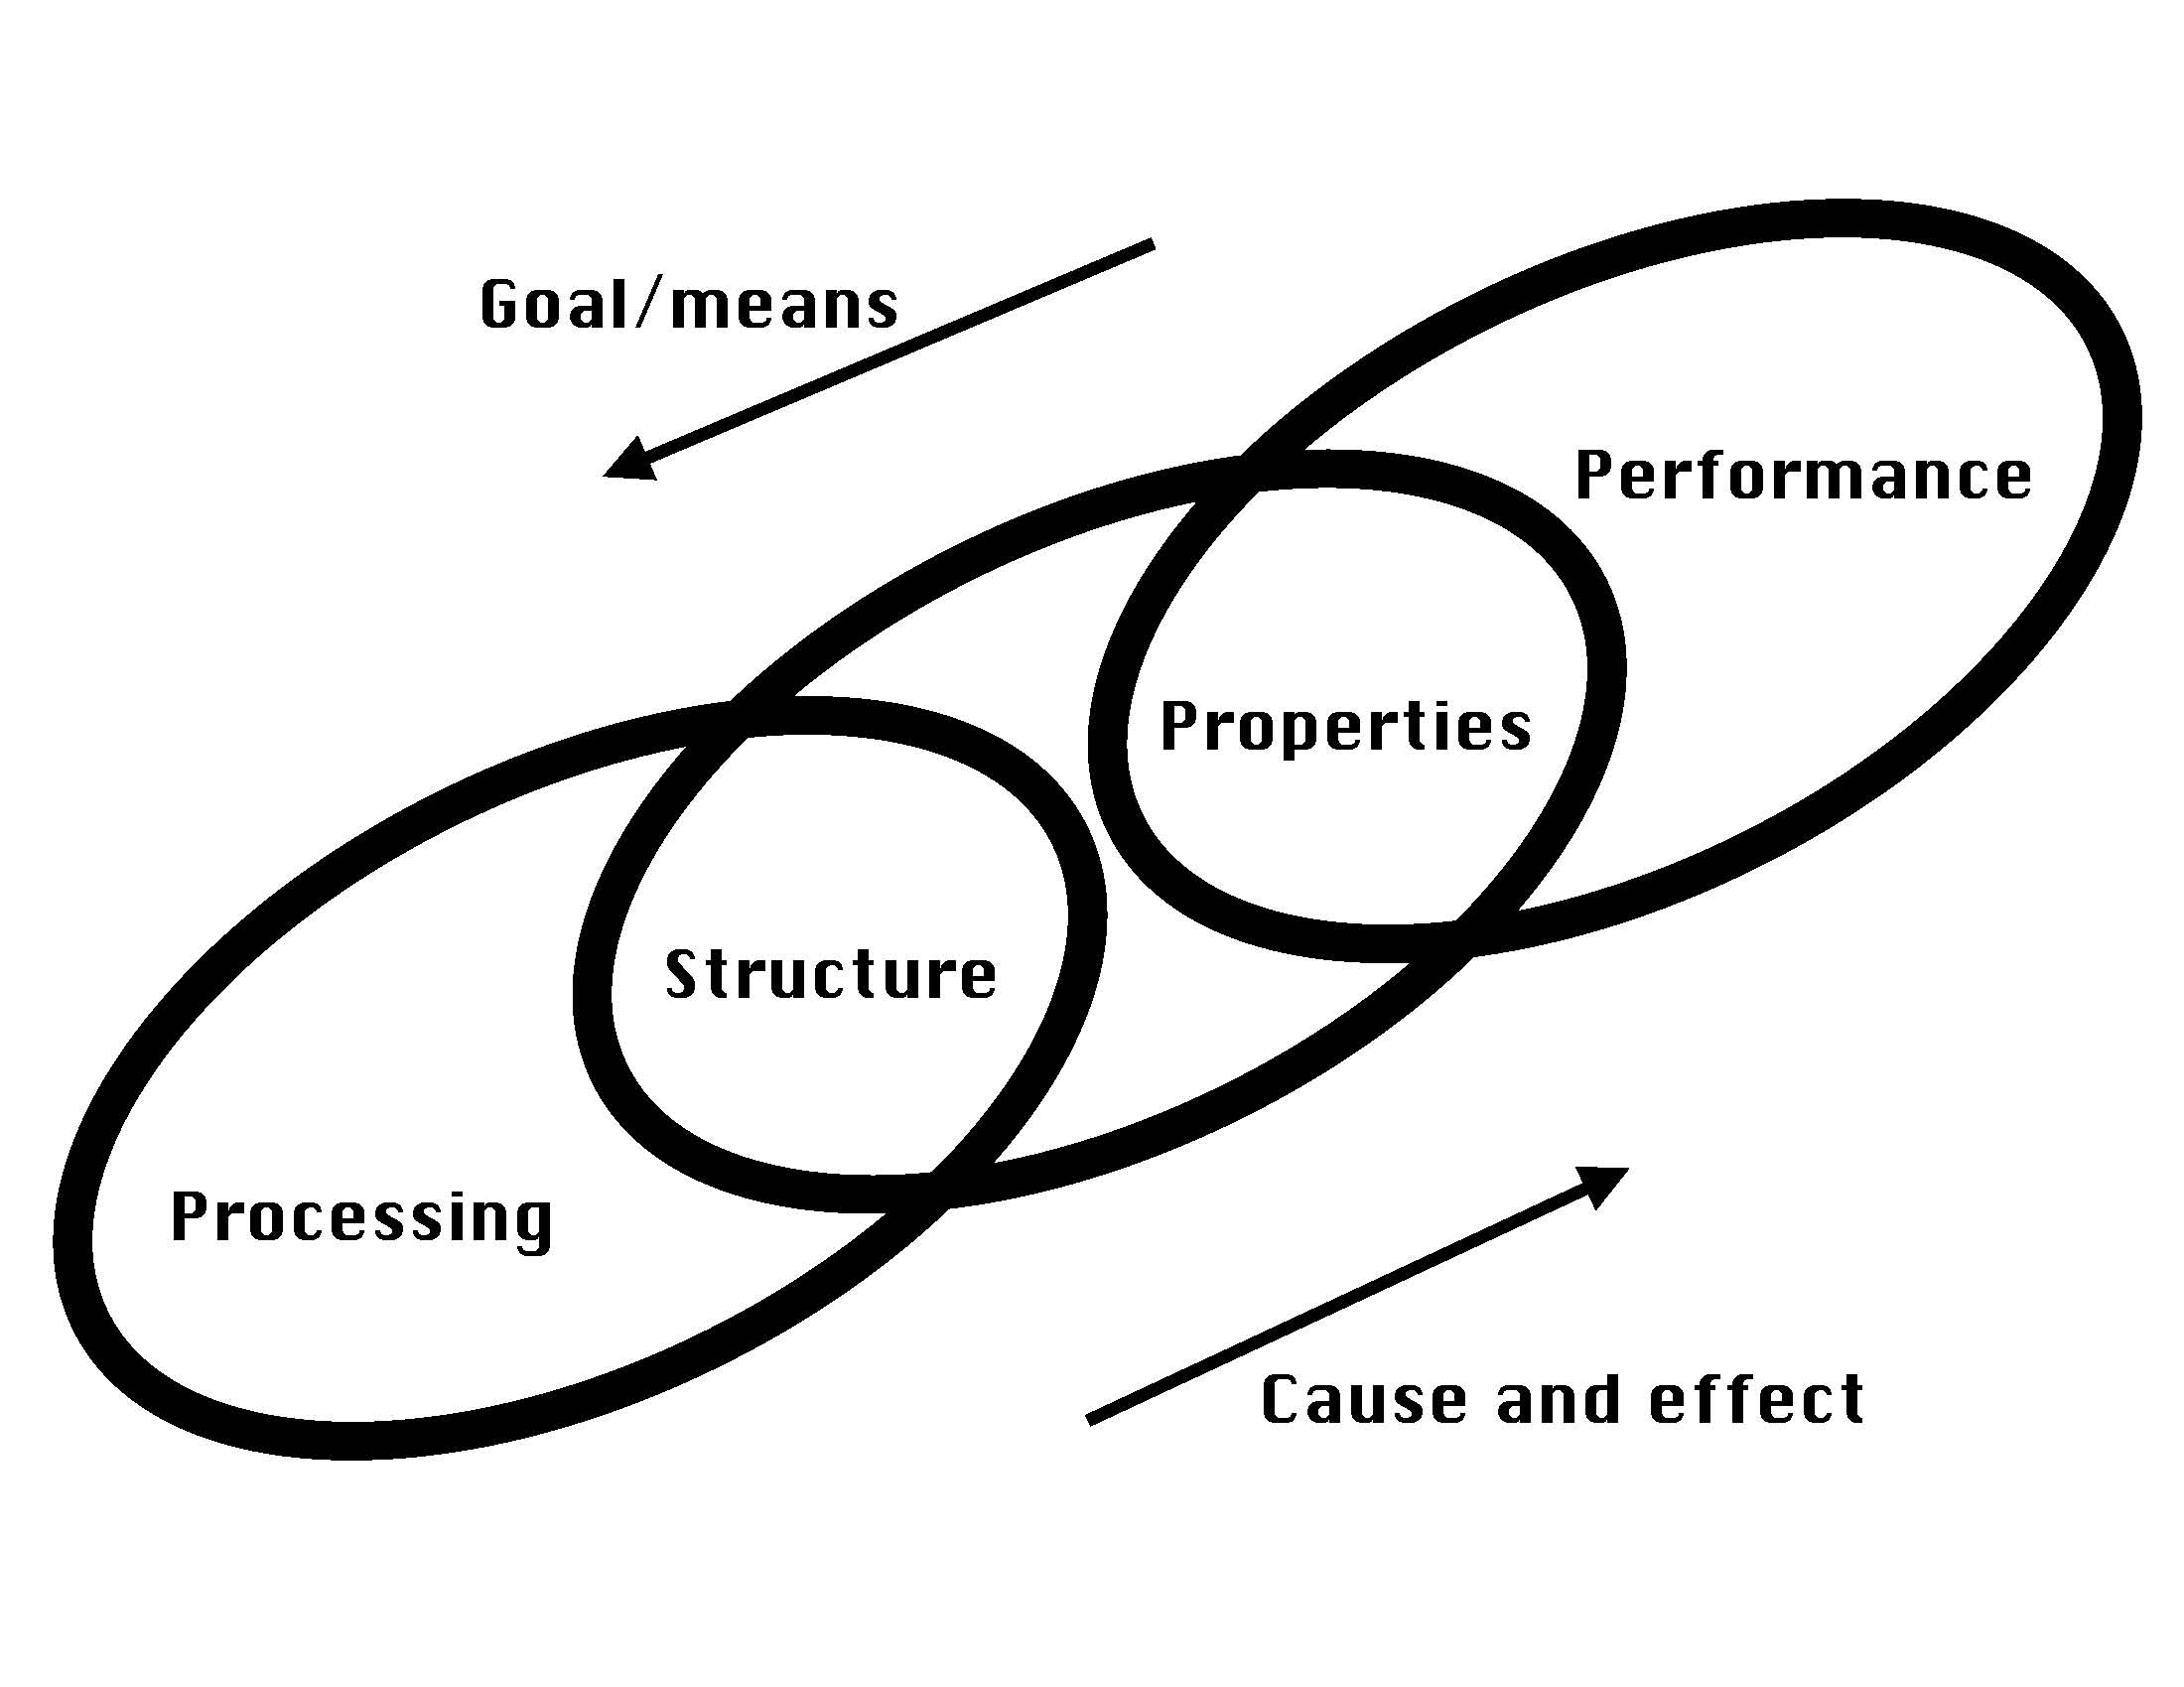 Goal/means
Performance
Properties
Structure
Processing
Cause and effect